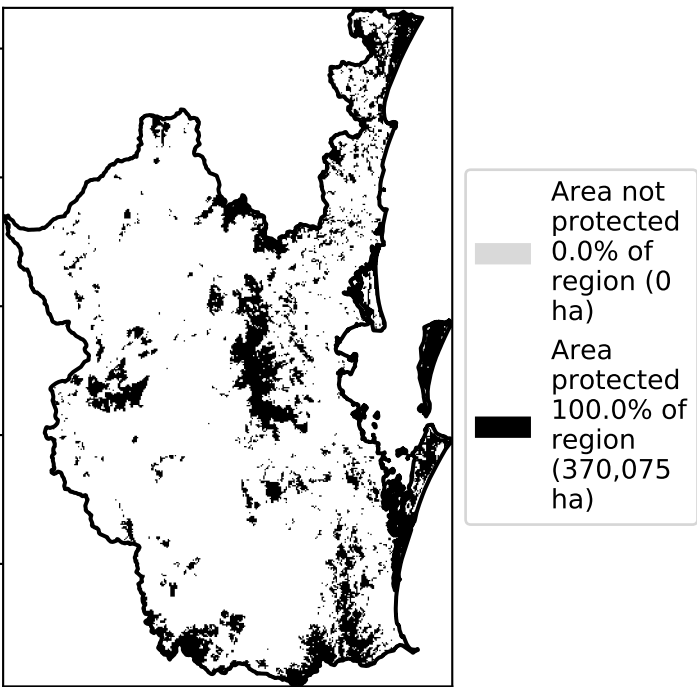 Area not
protected
0.0% of
region (0
ha)
Area
protected
100.0% of
region
(370,075
ha)